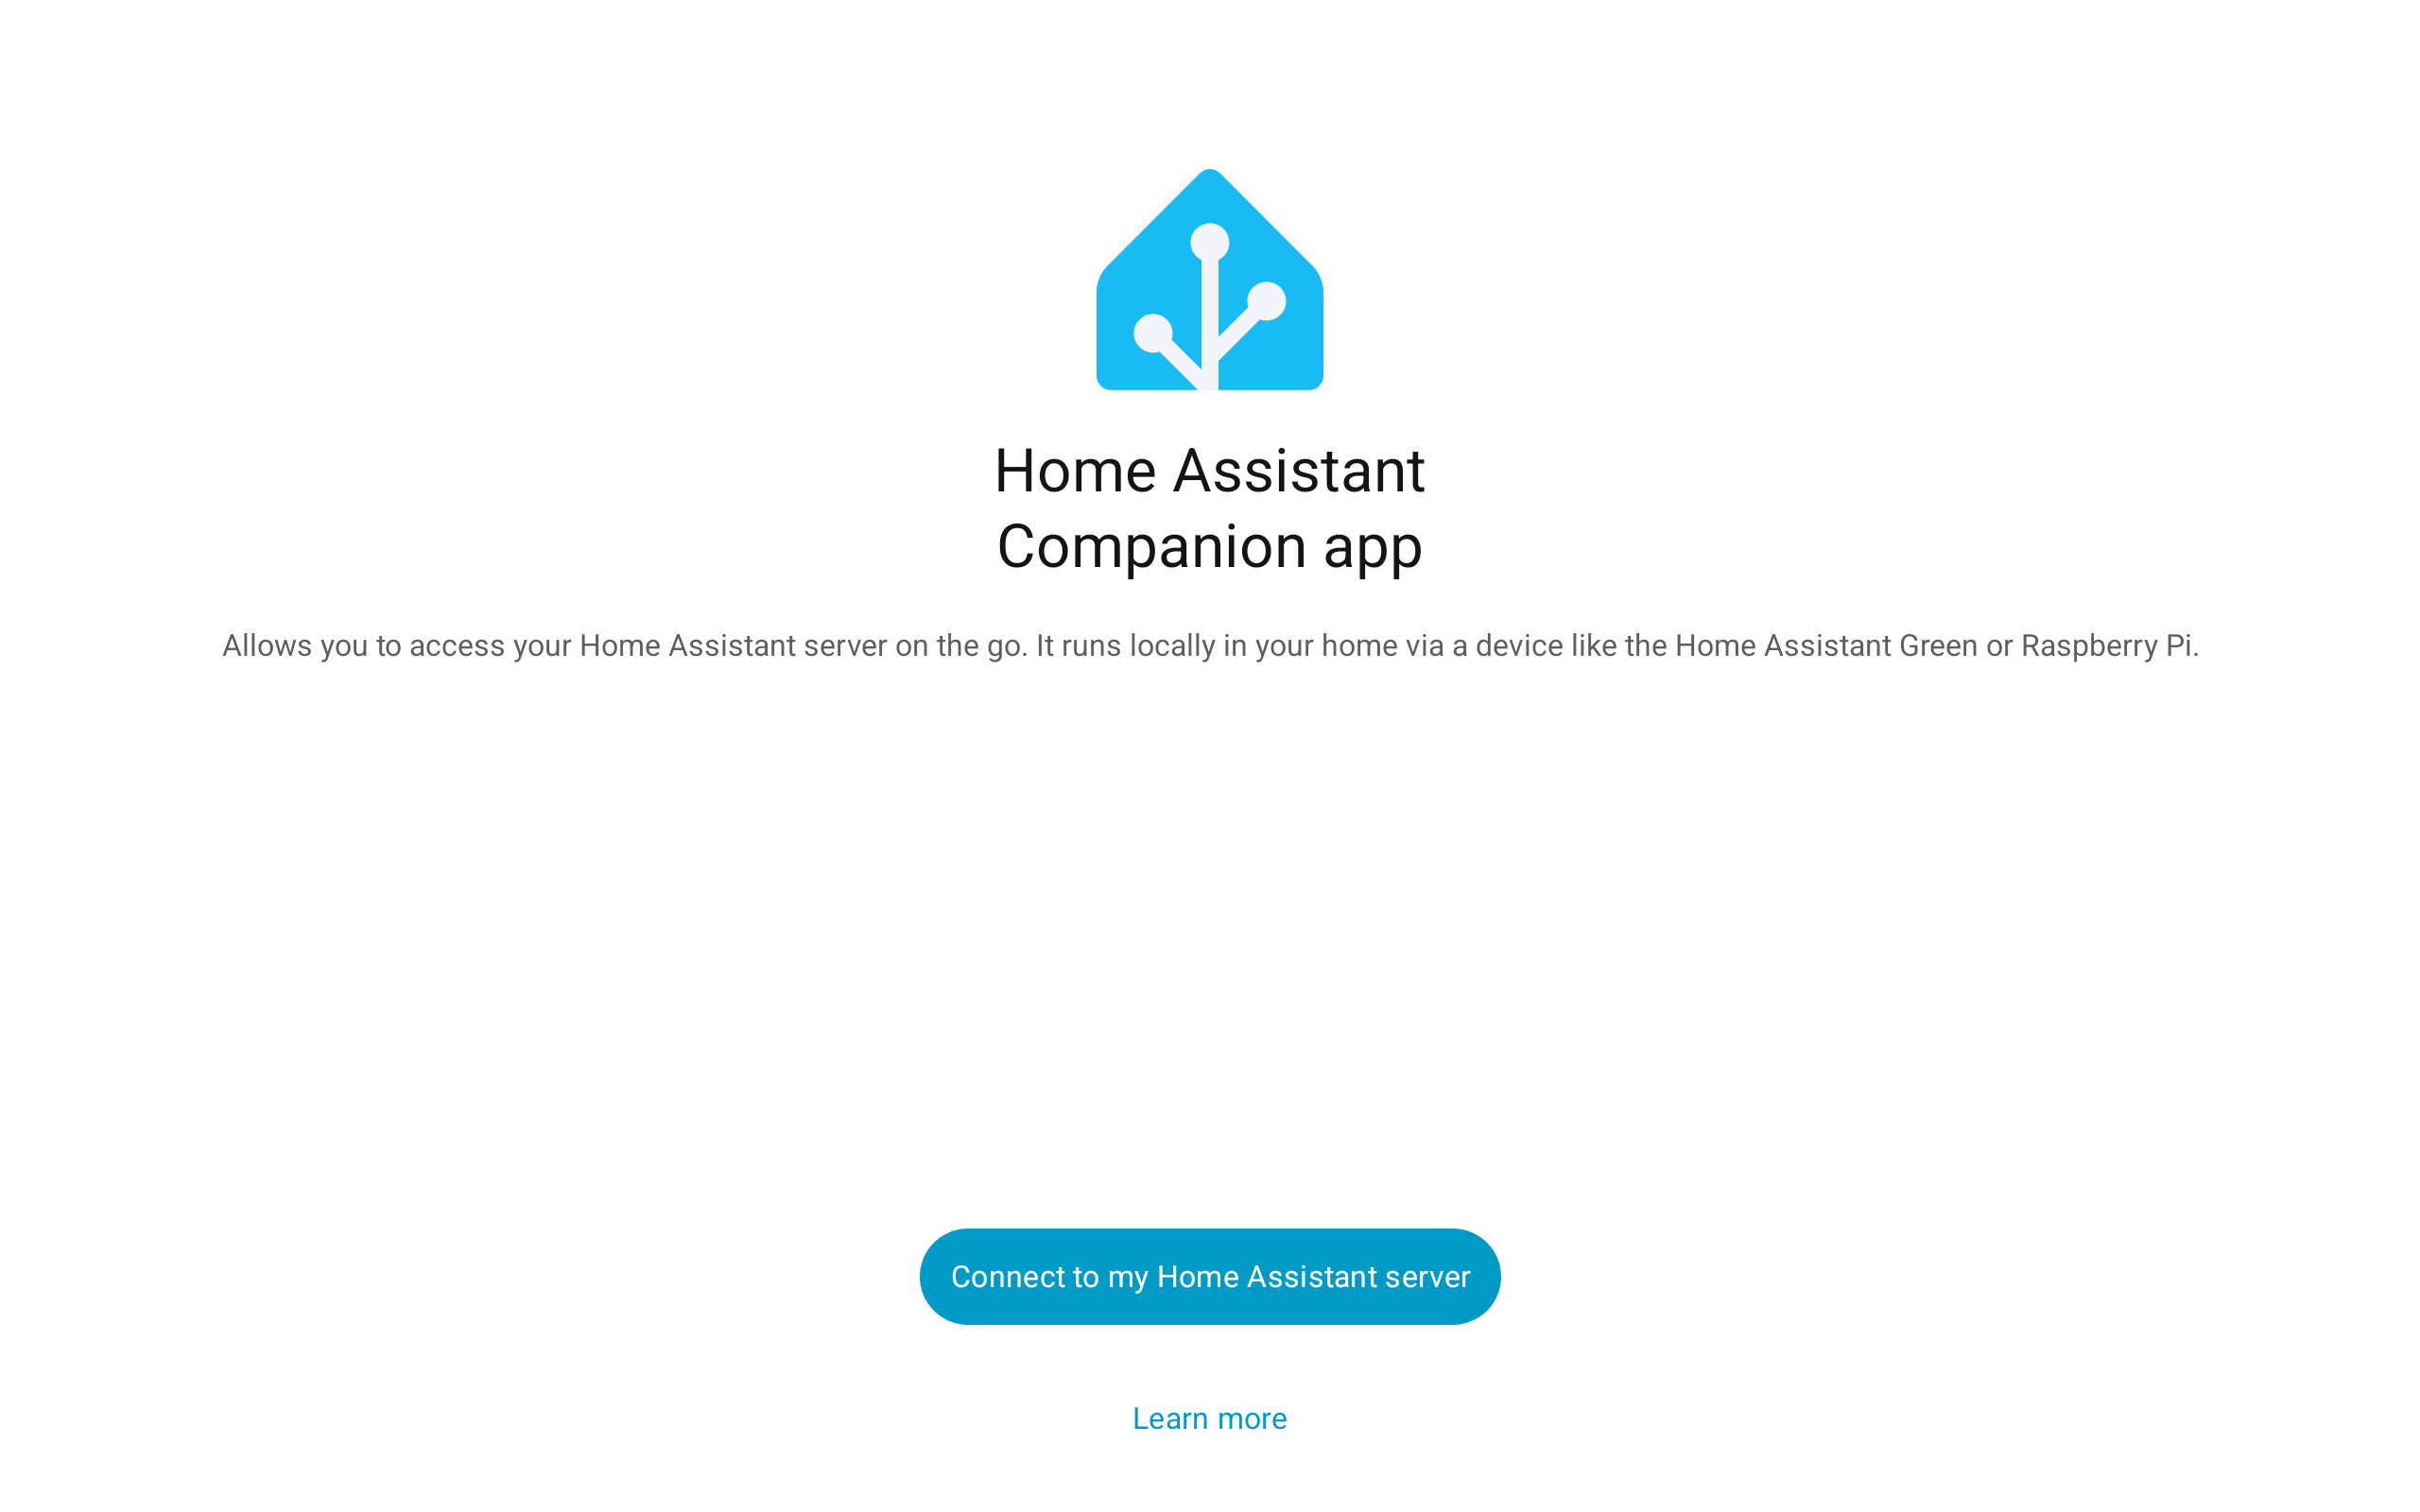 Home Assistant
Companion app
Allows you to access your Home Assistant server on the go. It runs locally in your home via a device like the Home Assistant Green or Raspberry Pi.
Connect to my Home Assistant server
Learn more